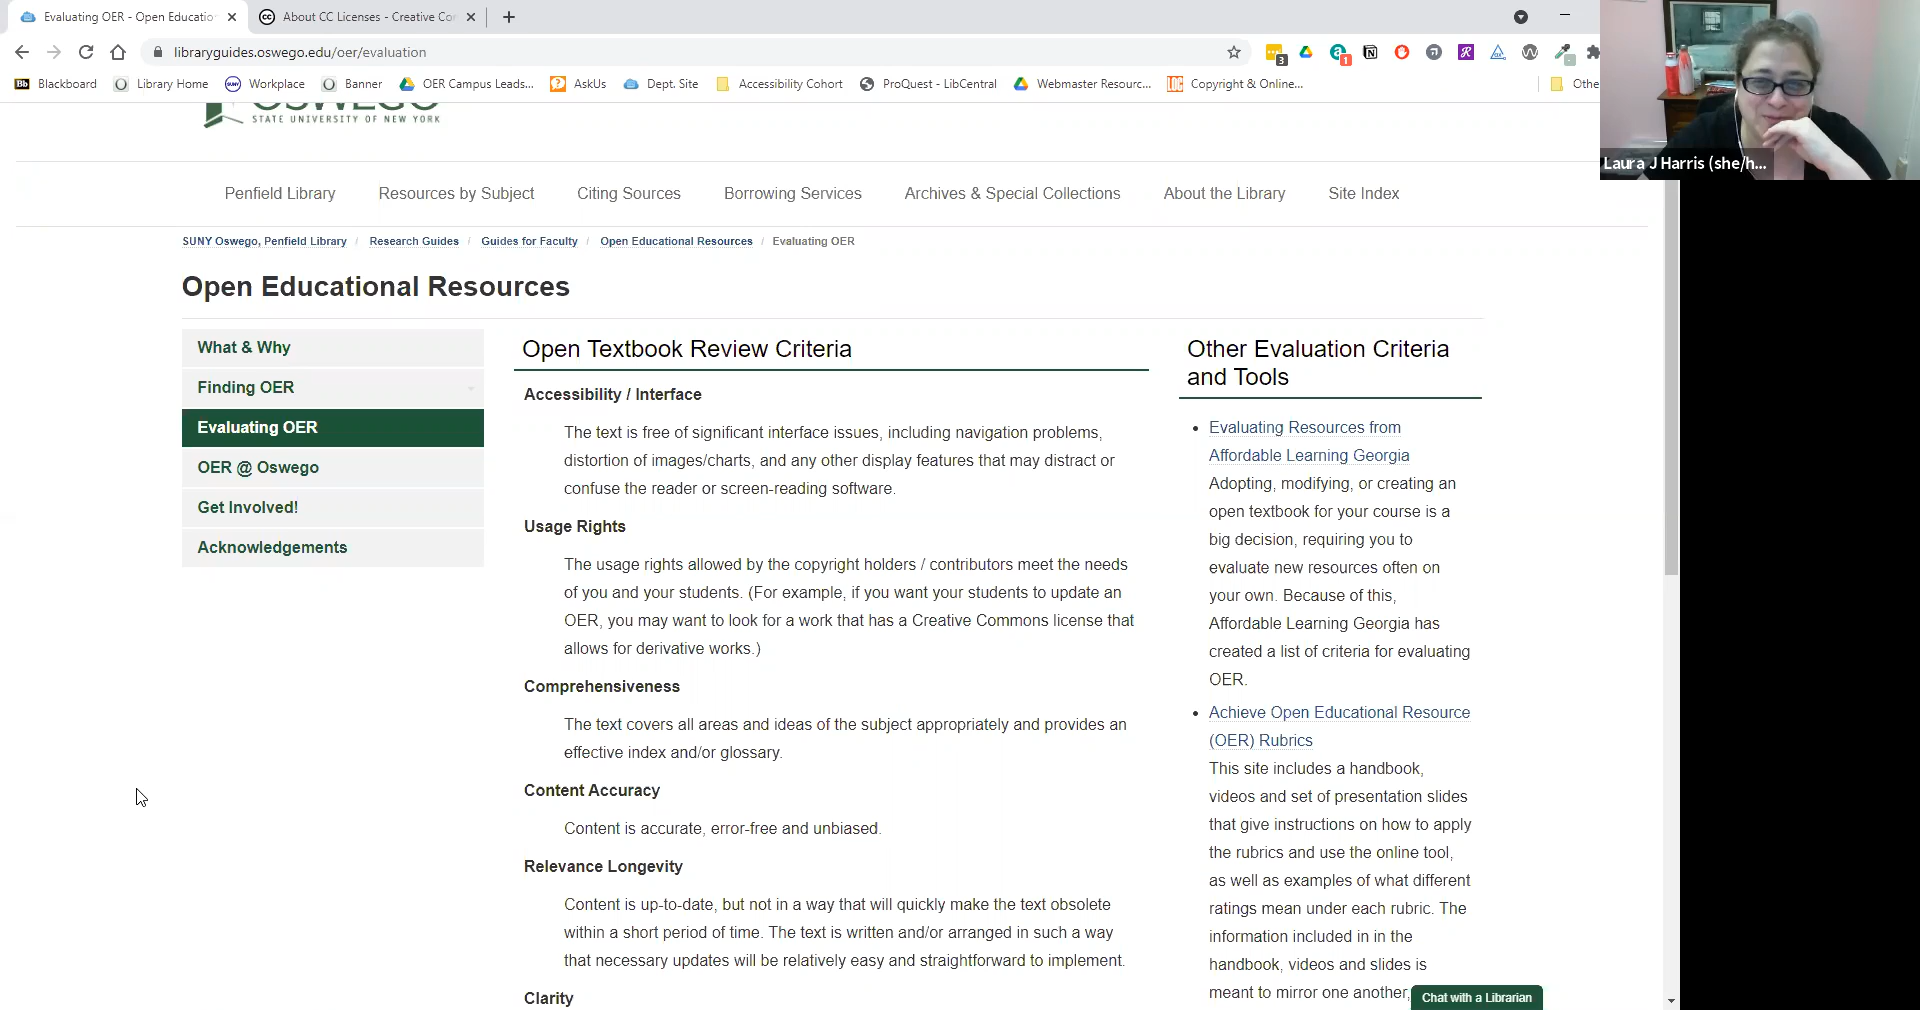 Evaluating OER - Open Educatio
About CC Licenses - Creative Co
libraryguides.oswego.edu/oer/evaluation
3
1
Bb Blackboard
Library Home
Workplace
Banner
OER Campus Leads...
AskUs
Dept. Site
Accessibility Cohort
ProQuest - LibCentral
Webmaster Resourc...
Copyright & Online...
Othe
Laura J Harris (she/h...
OSWEGO
STATE UNIVERSITY OF NEW YORK
Penfield Library
Resources by Subject
Citing Sources
Borrowing Services
Archives & Special Collections
About the Library
Site Index
SUNY Oswego, Penfield Library / Research Guides / Guides for Faculty / Open Educational Resources / Evaluating OER
Open Educational Resources
What & Why
Finding OER
Evaluating OER
OER @ Oswego
Get Involved!
Acknowledgements
Open Textbook Review Criteria
Accessibility / Interface
The text is free of significant interface issues, including navigation problems,
distortion of images/charts, and any other display features that may distract or
confuse the reader or screen-reading software.
Usage Rights
The usage rights allowed by the copyright holders / contributors meet the needs
of you and your students. (For example, if you want your students to update an
OER, you may want to look for a work that has a Creative Commons license that
allows for derivative works.)
Comprehensiveness
The text covers all areas and ideas of the subject appropriately and provides an
effective index and/or glossary.
Content Accuracy
Content is accurate, error-free and unbiased.
Relevance Longevity
Content is up-to-date, but not in a way that will quickly make the text obsolete
within a short period of time. The text is written and/or arranged in such a way
that necessary updates will be relatively easy and straightforward to implement.
Clarity
Other Evaluation Criteria
and Tools
• Evaluating Resources from
Affordable Learning Georgia
Adopting, modifying, or creating an
open textbook for your course is a
big decision, requiring you to
evaluate new resources often on
your own. Because of this,
Affordable Learning Georgia has
created a list of criteria for evaluating
OER.
• Achieve Open Educational Resource
(OER) Rubrics
This site includes a handbook,
videos and set of presentation slides
that give instructions on how to apply
the rubrics and use the online tool,
as well as examples of what different
ratings mean under each rubric. The
information included in in the
handbook, videos and slides is
meant to mirror one another,
Chat with a Librarian